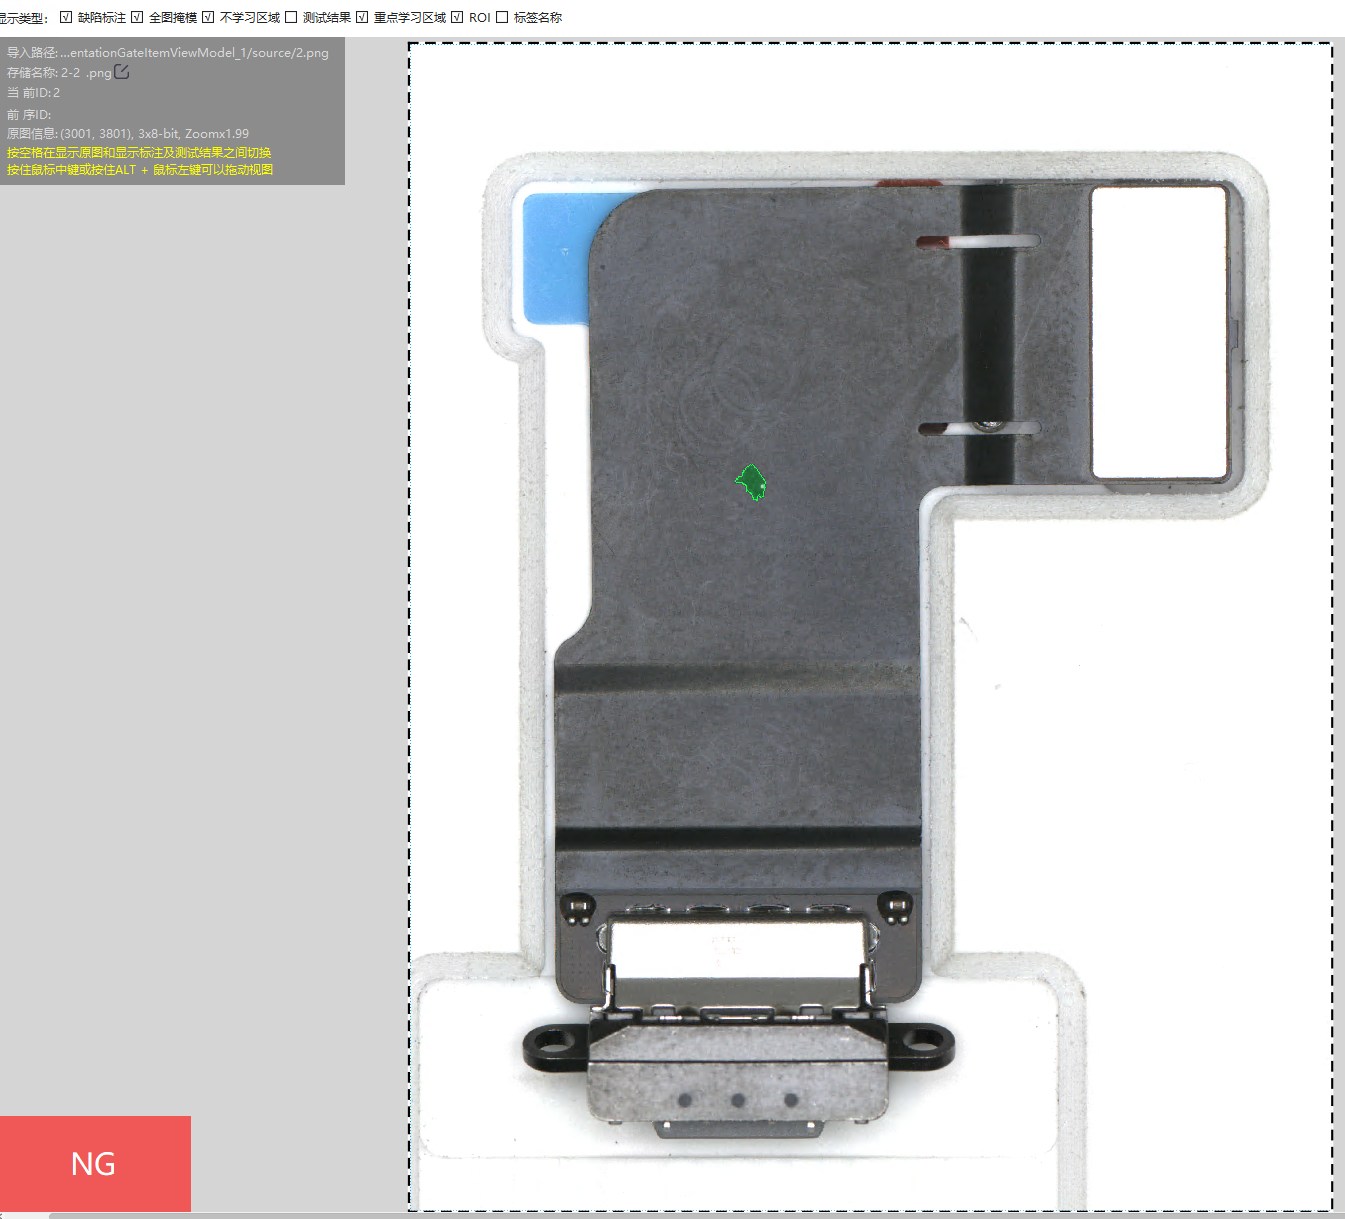 显示类型: 缺陷标注 全图掩模 不学习区域 测试结果 重点学习区域 ROI 标签名称
导入路径: ...entationGateItemViewModel_1/source/2.png
存储名称: 2-2 .png
当 前ID: 2
前 序ID:
原图信息: (3001, 3801), 3x8-bit, Zoomx1.99
按空格在显示原图和显示标注及测试结果之间切换
按住鼠标中键或按住ALT + 鼠标左键可以拖动视图
NG